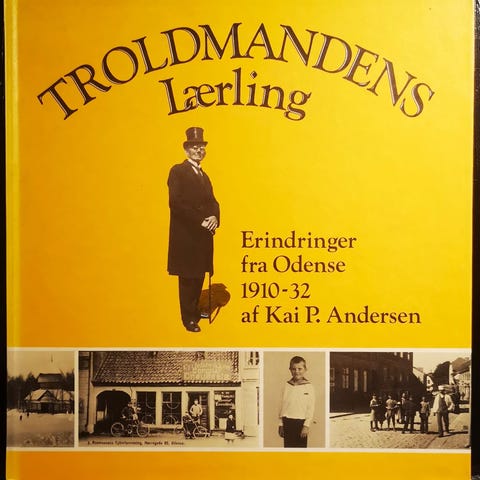 TROLDMANDENS
Lærling
Erindringer
fra Odense
1910-32
af Kai P. Andersen